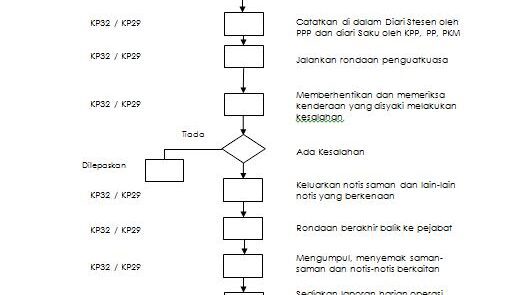 KP32 / KP29
Catatkan di dalam Diari Stesen oleh
PPP dan diari Saku oleh KPP, PP, PKM
KP32 / KP29
Jalankan rondaan penguatkuasa
KP32 / KP29
Memberhentikan dan memeriksa
kenderaan yang disyaki melakukan
kesalahan.
Tiada
Ada Kesalahan
Dilepaskan
KP32 / KP29
Keluarkan notis saman dan lain-lain
notis yang berkenaan
KP32 / KP29
Rondaan berakhir balik ke pejabat
KP32 / KP29
Mengumpul, menyemak saman-
saman dan notis-notis berkaitan
Sediakan laporan harian operasi